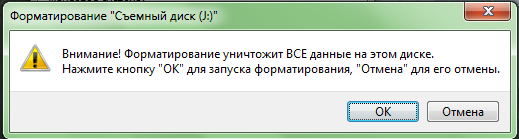 Форматирование "Съемный диск (J:)"
Внимание! Форматирование уничтожит ВСЕ данные на этом диске.
Нажмите кнопку "ОК" для запуска форматирования, "Отмена" для его отмены.
ОК
Отмена